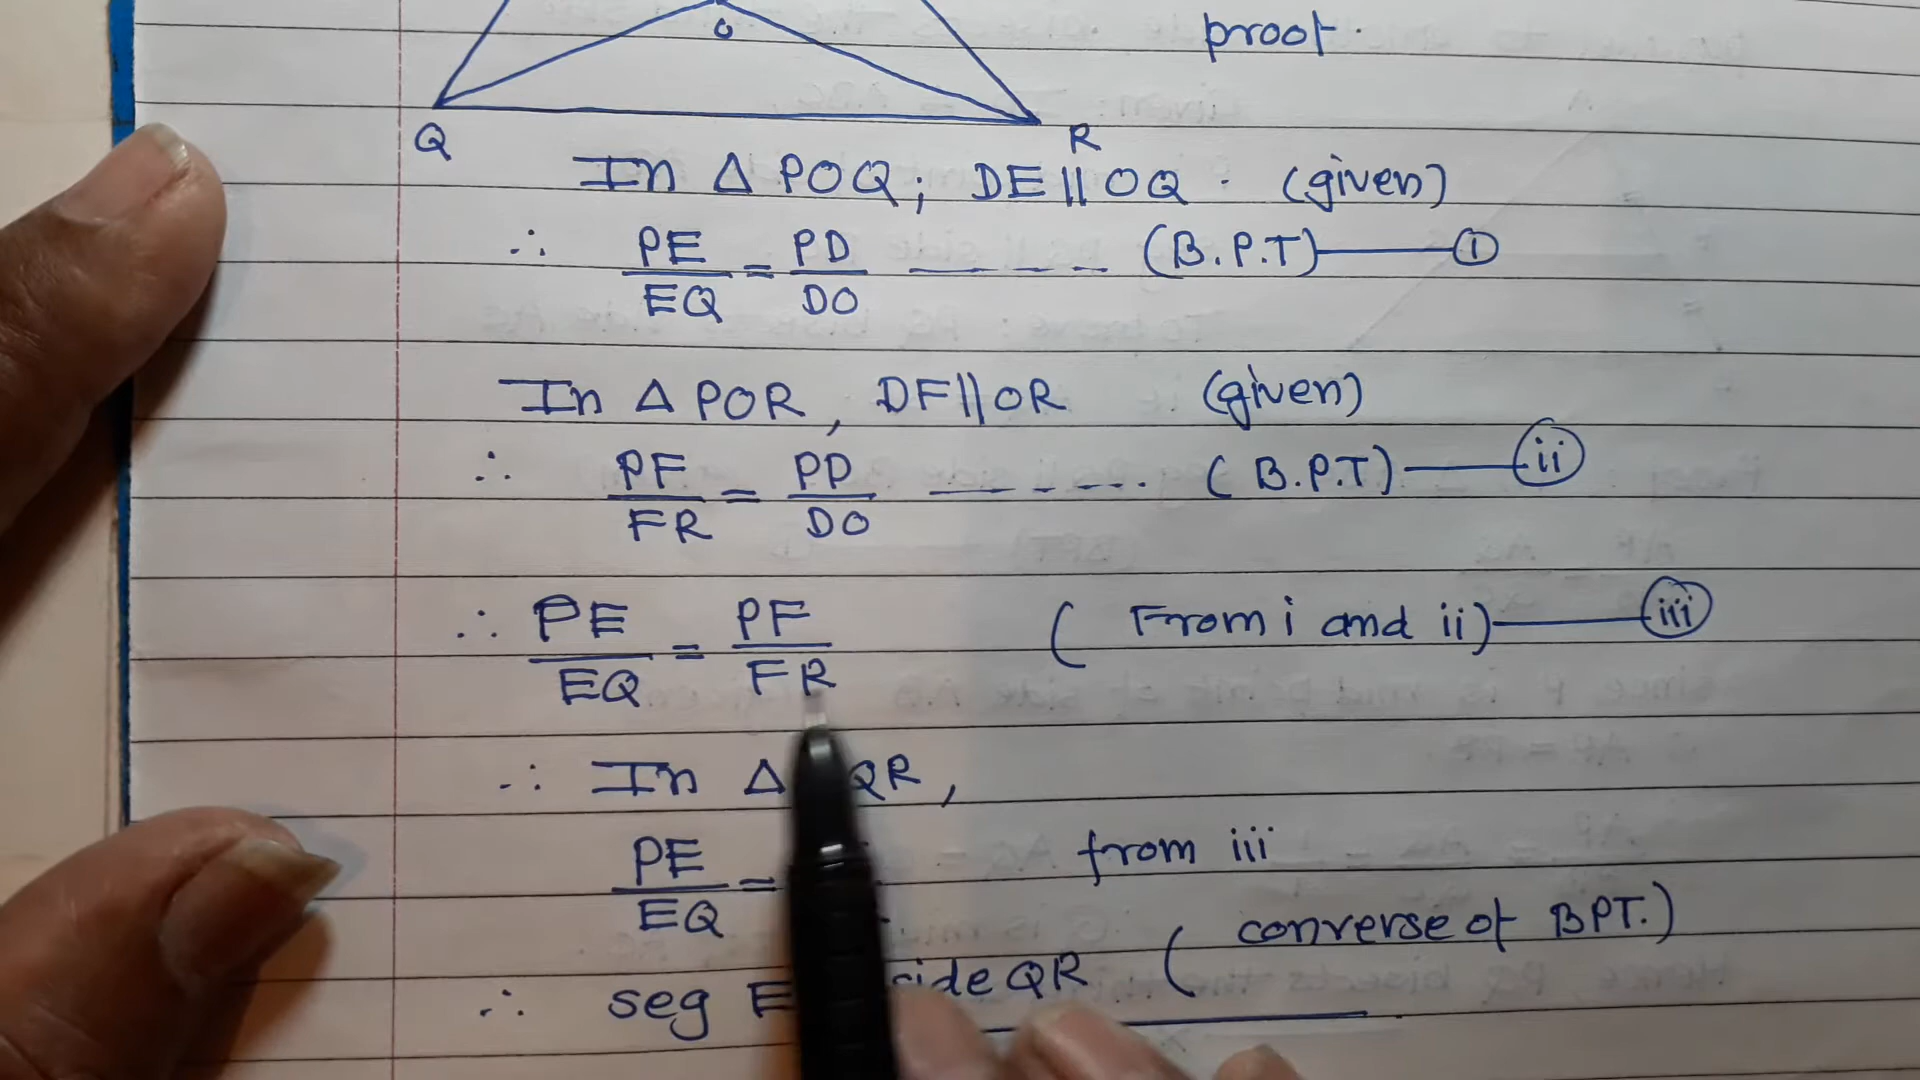 proof.
O
Q
R
In Δ POQ; DE||OQ. (given)
∴ PE/EQ = PD/DO ---- (B.P.T) — ①
In Δ POR, DF||OR (given)
∴ PF/FR = PD/DO ----- (B.P.T) — ii
∴ PE/EQ = PF/FR (From i and ii) — iii
∴ In Δ QR,
PE/EQ = from iii
∴ seg E side QR (converse of BPT.)